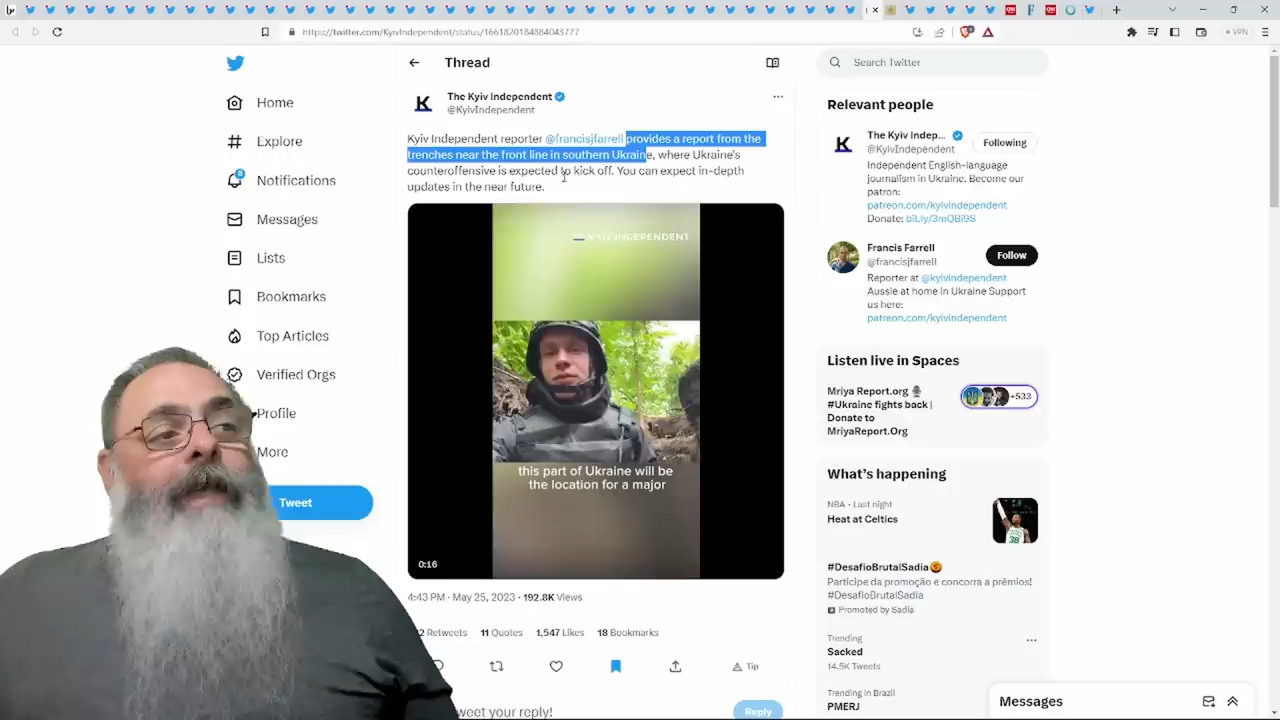 https://twitter.com/KyivIndependent/status/1661820184884043777
VPN
Home
Explore
Notifications
Messages
Lists
Bookmarks
Top Articles
Verified Orgs
Profile
More
Tweet
Thread
The Kyiv Independent
@KyivIndependent
Kyiv Independent reporter @francisjfarrell provides a report from the
trenches near the front line in southern Ukraine, where Ukraine's
counteroffensive is expected to kick off. You can expect in-depth
updates in the near future.
KYIVINDEPENDENT
this part of Ukraine will be
the location for a major
0:16
4:43 PM · May 25, 2023 · 192.8K Views
2 Retweets 11 Quotes 1,547 Likes 18 Bookmarks
Tip
weet your reply!
Reply
Search Twitter
Relevant people
The Kyiv Indep...
@KyivIndependent
Following
Independent English-language
journalism in Ukraine. Become our
patron:
patreon.com/kyivindependent
Donate: bit.ly/3mQBi9S
Francis Farrell
@francisjfarrell
Follow
Reporter at @kyivindependent
Aussie at home in Ukraine Support
us here:
patreon.com/kyivindependent
Listen live in Spaces
Mriya Report.org
#Ukraine fights back |
Donate to
MriyaReport.Org
+533
What's happening
NBA · Last night
Heat at Celtics
#DesafioBrutalSadia
Participe da promoção e concorra a prêmios!
#DesafioBrutalSadia
Promoted by Sadia
Trending
Sacked
14.5K Tweets
Trending in Brazil
PMERJ
Messages